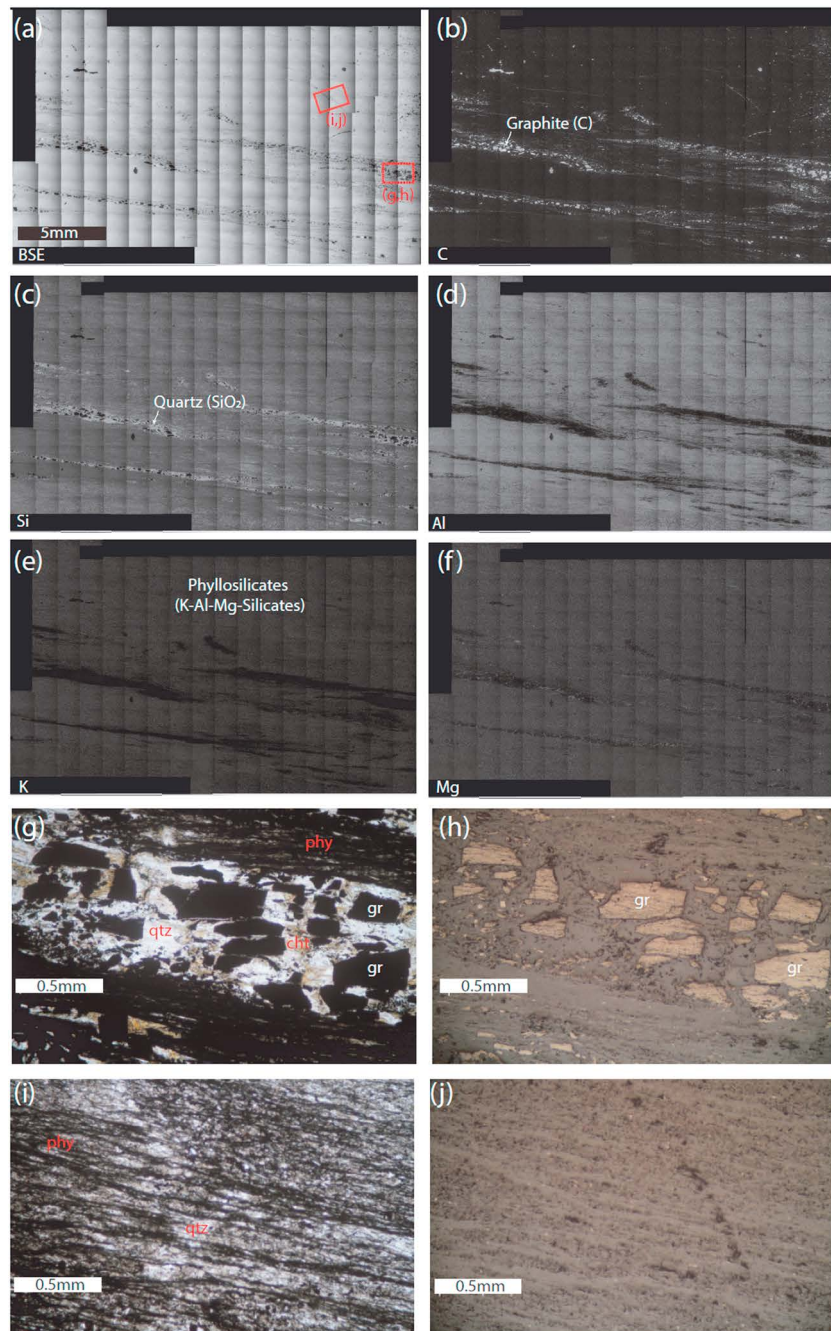 (a)
(i,j)
(g,h)
5mm
BSE
(b)
Graphite (C)
C
(c)
Quartz (SiO₂)
Si
(d)
Al
(e)
Phyllosilicates
(K-Al-Mg-Silicates)
K
(f)
Mg
(g)
phy
gr
qtz
chl
gr
0.5mm
(h)
gr
gr
0.5mm
(i)
phy
qtz
0.5mm
(j)
0.5mm